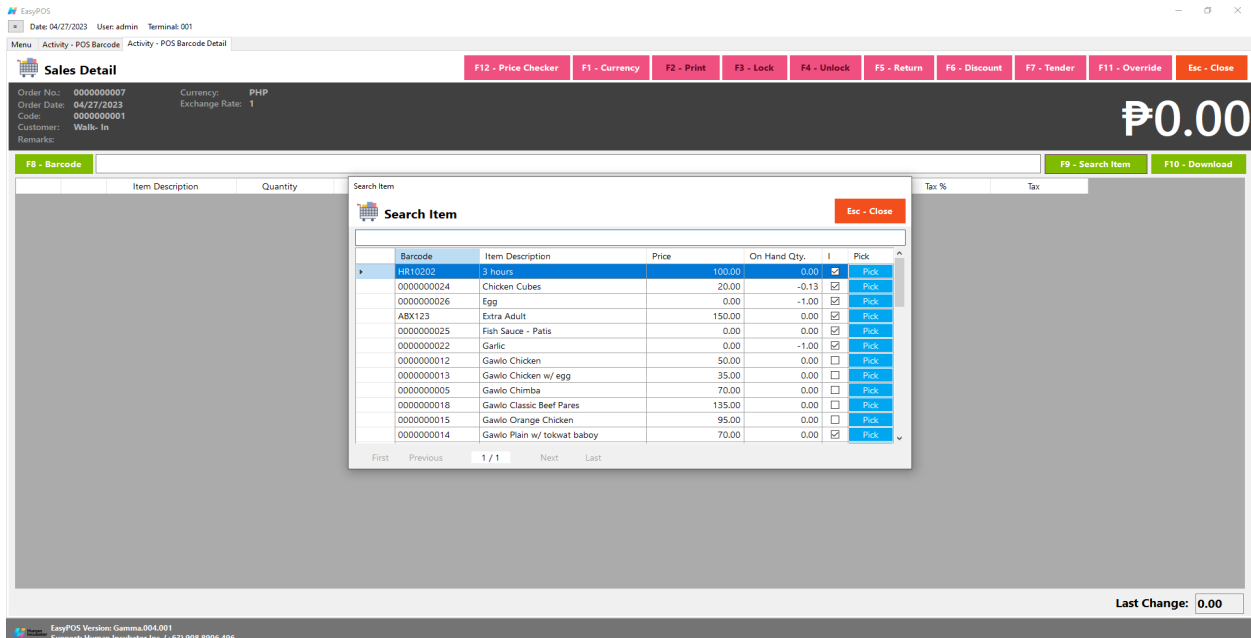 EasyPOS
Date: 04/27/2023 User: admin Terminal: 001
Menu Activity - POS Barcode Activity - POS Barcode Detail
Sales Detail
F12 - Price Checker F1 - Currency F2 - Print F3 - Lock F4 - Unlock F5 - Return F6 - Discount F7 - Tender F11 - Override Esc - Close
Order No.: 0000000007 Currency: PHP
Order Date: 04/27/2023 Exchange Rate: 1
Code: 0000000001
Customer: Walk- In
Remarks:
₱0.00
F8 - Barcode F9 - Search Item F10 - Download
Item Description Quantity Tax % Tax
Search Item
Search Item Esc - Close
Barcode Item Description Price On Hand Qty. I Pick
HR10202 3 hours 100.00 0.00 Pick
0000000024 Chicken Cubes 20.00 -0.13 Pick
0000000026 Egg 0.00 -1.00 Pick
ABX123 Extra Adult 150.00 0.00 Pick
0000000025 Fish Sauce - Patis 0.00 0.00 Pick
0000000022 Garlic 0.00 -1.00 Pick
0000000012 Gawlo Chicken 50.00 0.00 Pick
0000000013 Gawlo Chicken w/ egg 35.00 0.00 Pick
0000000005 Gawlo Chimba 70.00 0.00 Pick
0000000018 Gawlo Classic Beef Pares 135.00 0.00 Pick
0000000015 Gawlo Orange Chicken 95.00 0.00 Pick
0000000014 Gawlo Plain w/ tokwat baboy 70.00 0.00 Pick
First Previous 1 / 1 Next Last
Last Change: 0.00
EasyPOS Version: Gamma.004.001
Support: Human Incubator Inc. (+63) 908 8906 496